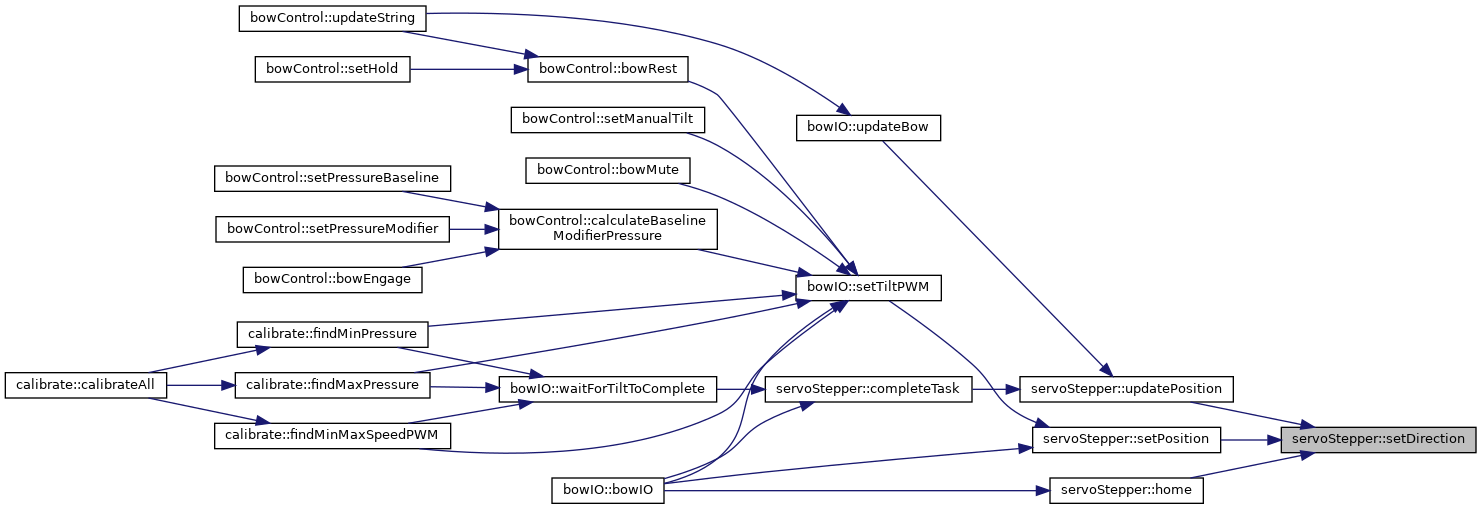 bowControl::updateString
bowControl::bowRest
bowControl::setHold
bowControl::setManualTilt
bowIO::updateBow
bowControl::bowMute
bowControl::setPressureBaseline
bowControl::calculateBaseline
ModifierPressure
bowControl::setPressureModifier
bowControl::bowEngage
bowIO::setTiltPWM
calibrate::findMinPressure
calibrate::calibrateAll
calibrate::findMaxPressure
bowIO::waitForTiltToComplete
servoStepper::completeTask
servoStepper::updatePosition
calibrate::findMinMaxSpeedPWM
servoStepper::setPosition
servoStepper::setDirection
bowIO::bowIO
servoStepper::home